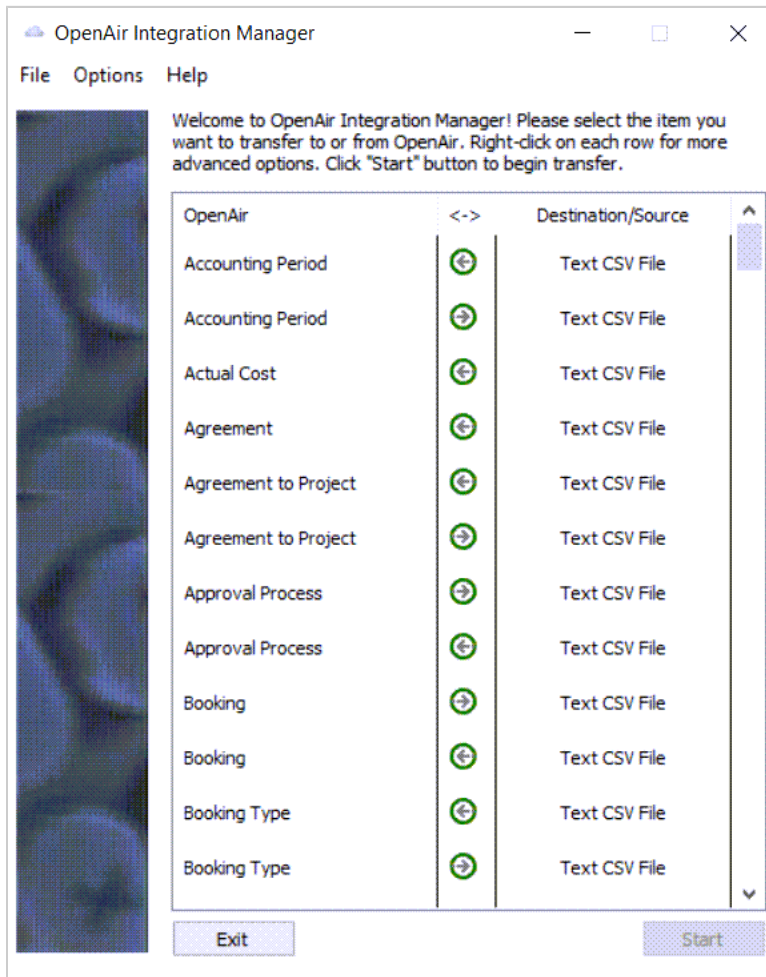 OpenAir Integration Manager
File Options Help
Welcome to OpenAir Integration Manager! Please select the item you
want to transfer to or from OpenAir. Right-click on each row for more
advanced options. Click "Start" button to begin transfer.
OpenAir <-> Destination/Source
Accounting Period Text CSV File
Accounting Period Text CSV File
Actual Cost Text CSV File
Agreement Text CSV File
Agreement to Project Text CSV File
Agreement to Project Text CSV File
Approval Process Text CSV File
Approval Process Text CSV File
Booking Text CSV File
Booking Text CSV File
Booking Type Text CSV File
Booking Type Text CSV File
Exit Start